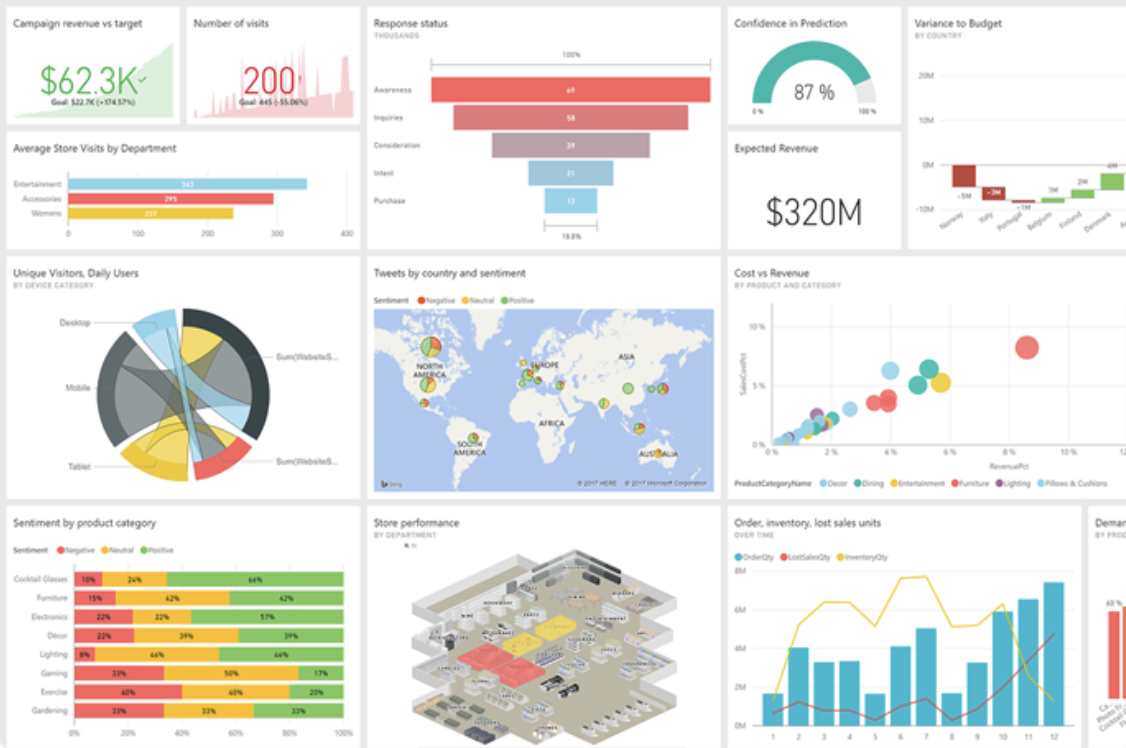 Campaign revenue vs target
$62.3K
Goal: $22.7K (+174.57%)
Number of visits
200
Goal: 445 (-55.06%)
Average Store Visits by Department
Entertainment
363
Accessories
295
Womens
237
0
100
200
300
400
Response status
THOUSANDS
100%
Awareness
69
Inquiries
58
Consideration
39
Intent
21
Purchase
13
18.8%
Confidence in Prediction
87 %
0 %
100 %
Expected Revenue
$320M
Variance to Budget
BY COUNTRY
20M
10M
0M
-10M
-5M
-3M
-1M
1M
2M
Norway
Italy
Portugal
Belgium
Finland
Denmark
Unique Visitors, Daily Users
BY DEVICE CATEGORY
Desktop
Mobile
Tablet
Sum(WebsiteS...
Sum(WebsiteS...
Tweets by country and sentiment
Sentiment Negative Neutral Positive
NORTH
AMERICA
EUROPE
ASIA
AFRICA
SOUTH
AMERICA
AUSTRALIA
bing
© 2017 HERE © 2017 Microsoft Corporation
Cost vs Revenue
BY PRODUCT AND CATEGORY
SalesCostPct
10 %
5 %
0 %
0 %
2 %
4 %
6 %
8 %
10 %
RevenuePct
ProductCategoryName Decor Dining Entertainment Furniture Lighting Pillows & Cushions
Sentiment by product category
Sentiment Negative Neutral Positive
Cocktail Glasses 10% 24% 66%
Furniture 15% 42% 42%
Electronics 22% 22% 57%
Décor 22% 39% 39%
Lighting 8% 46% 46%
Gaming 33% 50% 17%
Exercise 40% 40% 20%
Gardening 33% 33% 33%
0%
20%
40%
60%
80%
100%
Store performance
BY DEPARTMENT
Order, inventory, lost sales units
OVER TIME
OrderQty LostSalesQty InventoryQty
8M
6M
4M
2M
0M
1
2
3
4
5
6
7
8
9
10
11
12
Deman
BY PROD
60 %